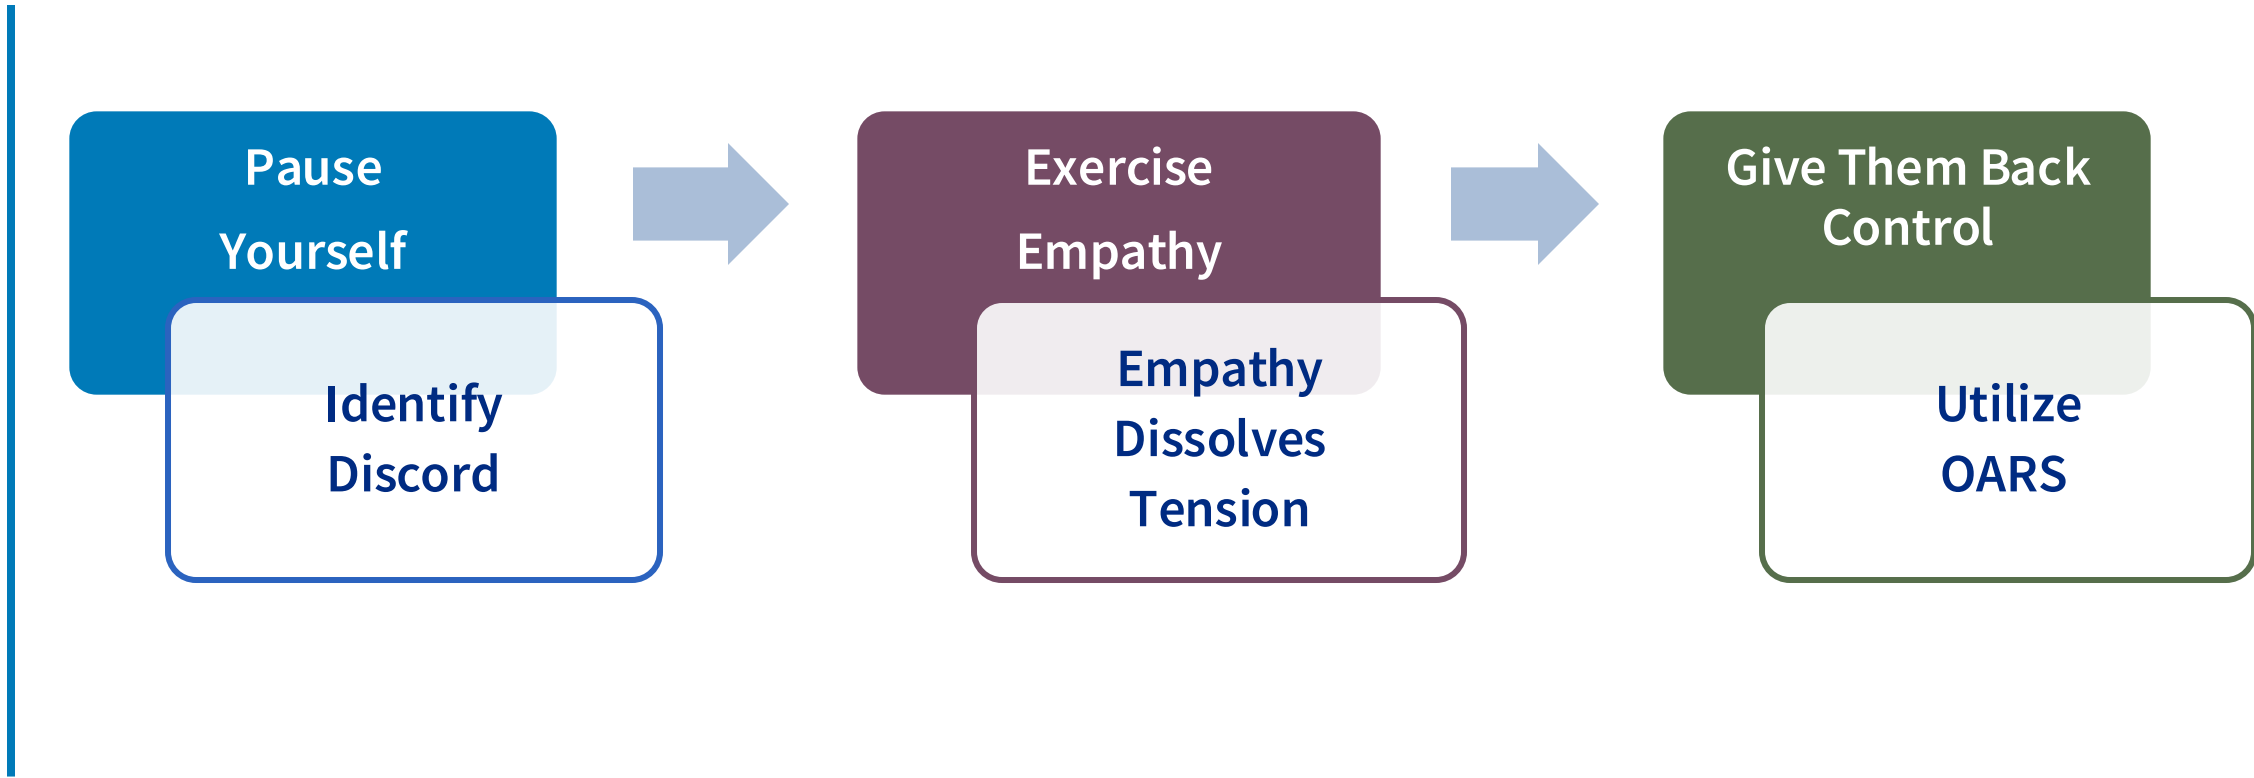 Pause
Yourself
Identify
Discord
Exercise
Empathy
Empathy
Dissolves
Tension
Give Them Back
Control
Utilize
OARS